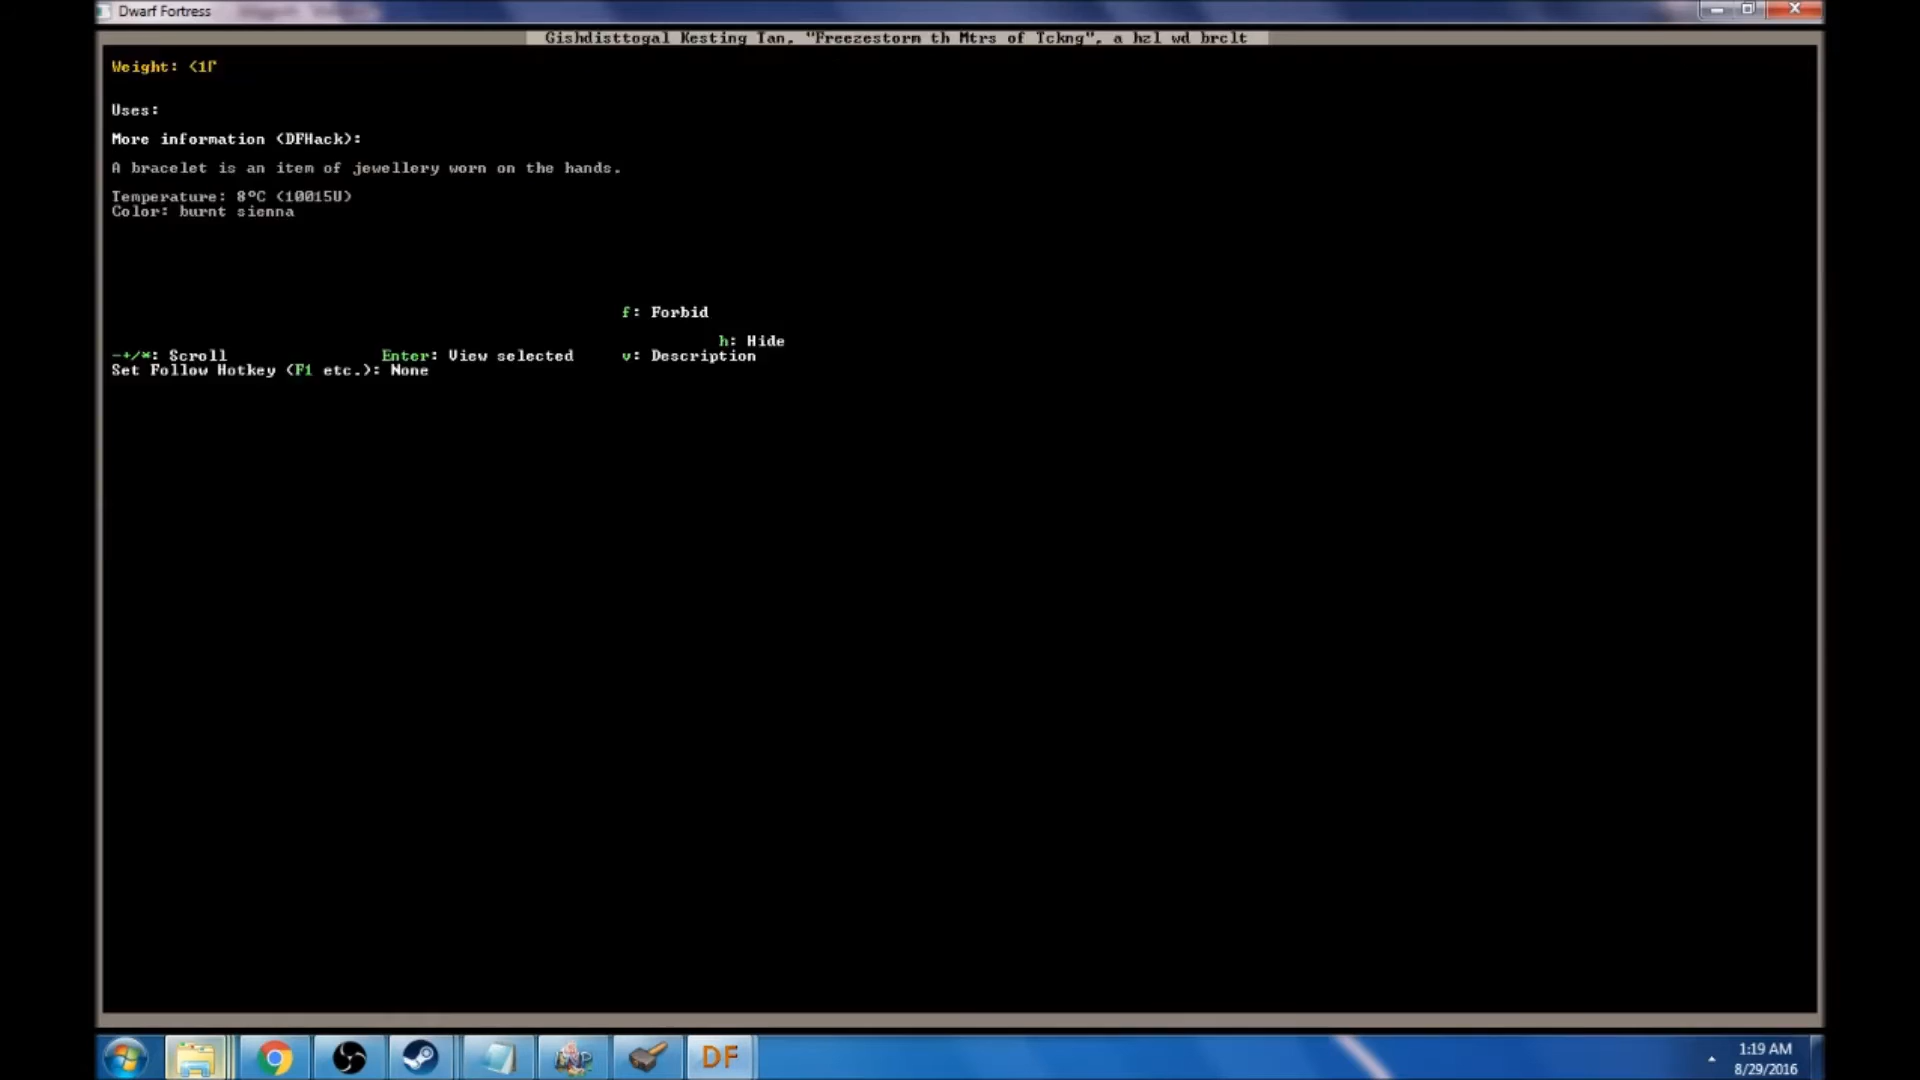 Dwarf Fortress
Gishdisttogal Kesting Tan, "Freezestorm th Mtrs of Tckng", a hzl wd brclt
Weight: <1Γ
Uses:
More information (DFHack):
A bracelet is an item of jewellery worn on the hands.
Temperature: 8°C (10015U)
Color: burnt sienna
f: Forbid
h: Hide
-+/*: Scroll Enter: View selected v: Description
Set Follow Hotkey (F1 etc.): None
DF
1:19 AM
8/29/2016